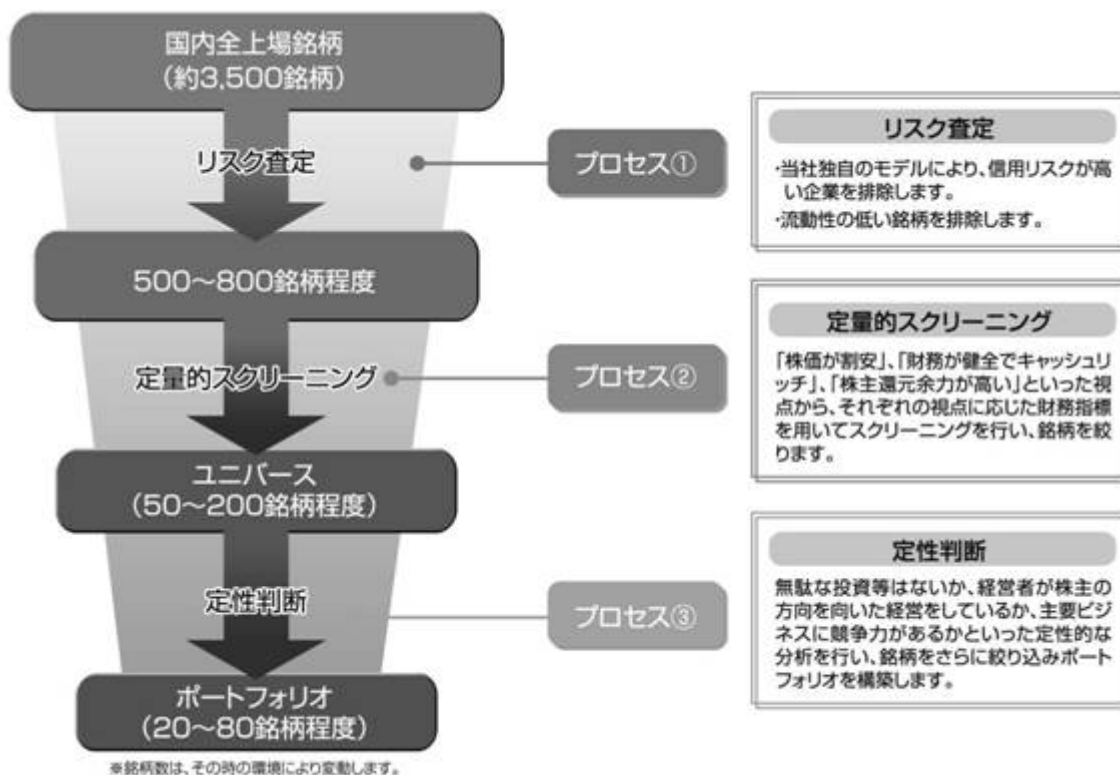 国内全上場銘柄
(約3,500銘柄)
リスク査定
プロセス①
500〜800銘柄程度
定量的スクリーニング
プロセス②
ユニバース
(50〜200銘柄程度)
定性判断
プロセス③
ポートフォリオ
(20〜80銘柄程度)
※銘柄数は、その時の環境により変動します。
リスク査定
・当社独自のモデルにより、信用リスクが高
い企業を排除します。
・流動性の低い銘柄を排除します。
定量的スクリーニング
「株価が割安」、「財務が健全でキャッシュリ
ッチ」、「株主還元余力が高い」といった視
点から、それぞれの視点に応じた財務指標
を用いてスクリーニングを行い、銘柄を絞
ります。
定性判断
無駄な投資等はないか、経営者が株主の
方向を向いた経営をしているか、主要ビジ
ネスに競争力があるかといった定性的な
分析を行い、銘柄をさらに絞り込みポート
フォリオを構築します。